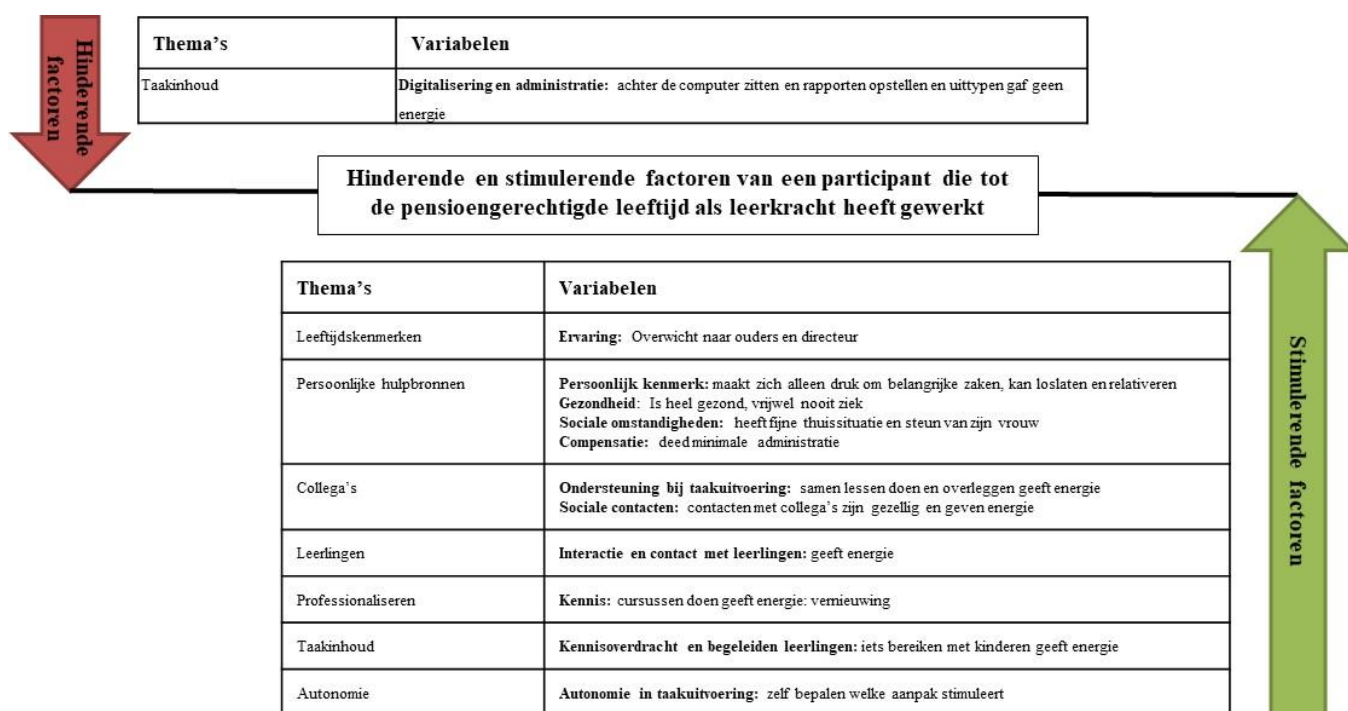 Hinderende
factoren
Thema’s Variabelen
Taakinhoud Digitalisering en administratie: achter de computer zitten en rapporten opstellen en uittypen gaf geen
energie
Hinderende en stimulerende factoren van een participant die tot
de pensioengerechtigde leeftijd als leerkracht heeft gewerkt
Thema’s Variabelen
Leeftijdskenmerken Ervaring: Overwicht naar ouders en directeur
Persoonlijke hulpbronnen Persoonlijk kenmerk: maakt zich alleen druk om belangrijke zaken, kan loslaten en relativeren
Gezondheid: Is heel gezond, vrijwel nooit ziek
Sociale omstandigheden: heeft fijne thuissituatie en steun van zijn vrouw
Compensatie: deed minimale administratie
Collega’s Ondersteuning bij taakuitvoering: samen lessen doen en overleggen geeft energie
Sociale contacten: contacten met collega’s zijn gezellig en geven energie
Leerlingen Interactie en contact met leerlingen: geeft energie
Professionaliseren Kennis: cursussen doen geeft energie: vernieuwing
Taakinhoud Kennisoverdracht en begeleiden leerlingen: iets bereiken met kinderen geeft energie
Autonomie Autonomie in taakuitvoering: zelf bepalen welke aanpak stimuleert
Stimulerende factoren